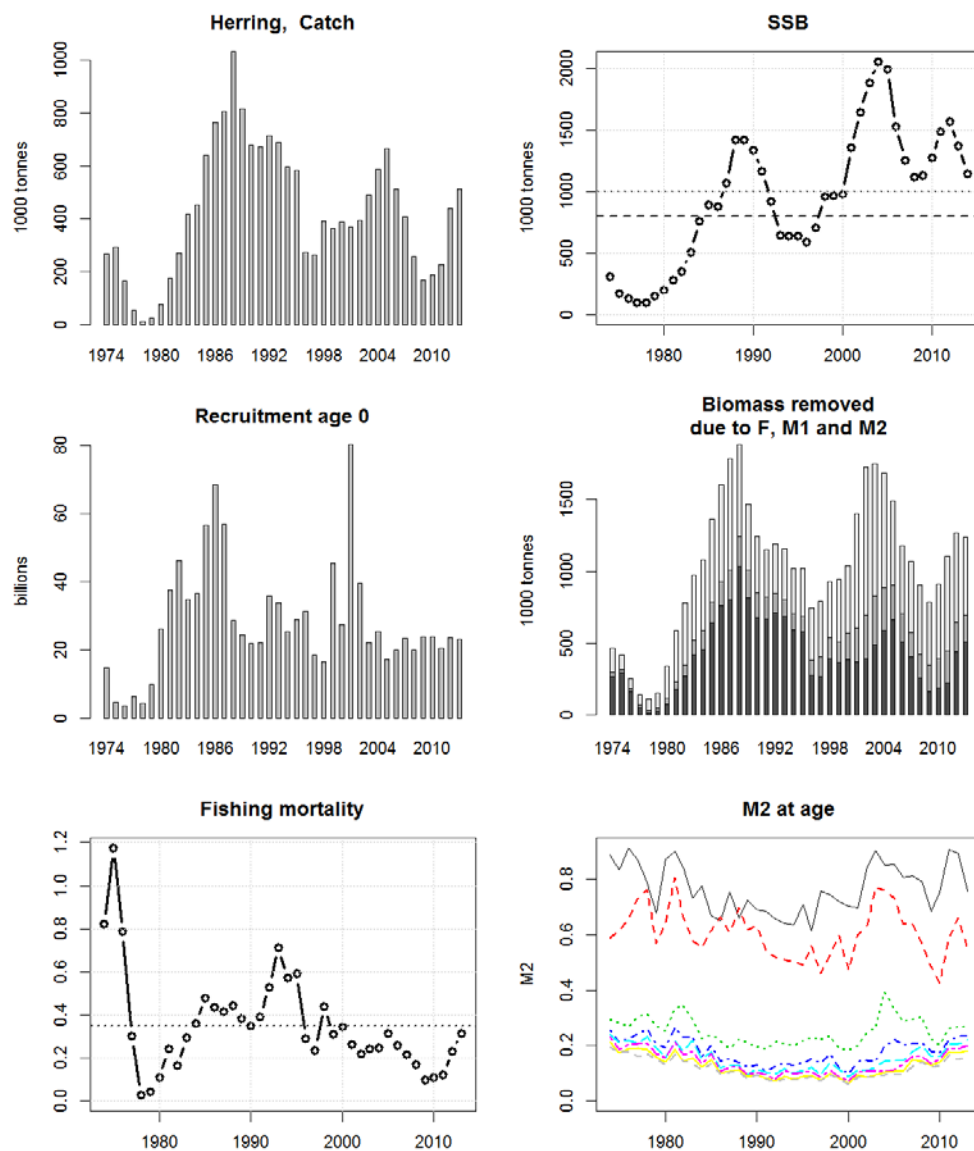 Herring, Catch
1000 tonnes
0 200 400 600 800 1000
1974 1980 1986 1992 1998 2004 2010
SSB
1000 tonnes
0 500 1000 1500 2000
1980 1990 2000 2010
Recruitment age 0
billions
0 20 40 60 80
1974 1980 1986 1992 1998 2004 2010
Biomass removed
due to F, M1 and M2
1000 tonnes
0 500 1000 1500
1974 1980 1986 1992 1998 2004 2010
Fishing mortality
0.0 0.2 0.4 0.6 0.8 1.0 1.2
1980 1990 2000 2010
M2 at age
M2
0.0 0.2 0.4 0.6 0.8
1980 1990 2000 2010